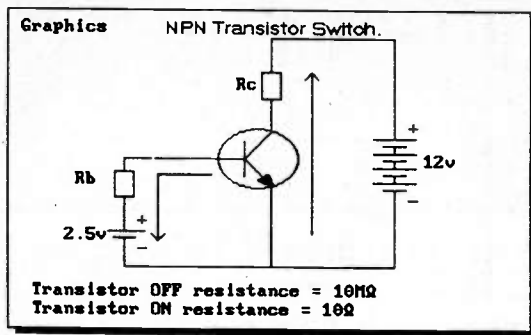 Graphics
NPN Transistor Switch.
Rc
+
12v
-
Rb
+
2.5v
-
Transistor OFF resistance = 10MΩ
Transistor ON resistance = 10Ω